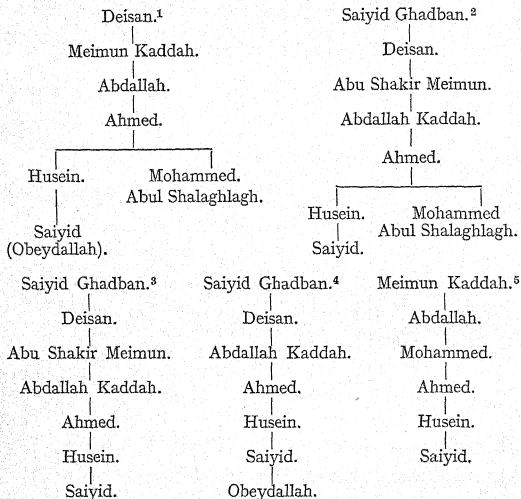 Deisan.¹
Meimun Kaddah.
Abdallah.
Ahmed.
Husein. Mohammed.
Abul Shalaghlagh.
Saiyid
(Obeydallah).
Saiyid Ghadban.²
Deisan.
Abu Shakir Meimun.
Abdallah Kaddah.
Ahmed.
Husein. Mohammed
Abul Shalaghlagh.
Saiyid.
Saiyid Ghadban.³
Deisan.
Abu Shakir Meimun.
Abdallah Kaddah.
Ahmed.
Husein.
Saiyid.
Saiyid Ghadban.⁴
Deisan.
Abdallah Kaddah.
Ahmed.
Husein.
Saiyid.
Obeydallah.
Meimun Kaddah.⁵
Abdallah.
Mohammed.
Ahmed.
Husein.
Saiyid.